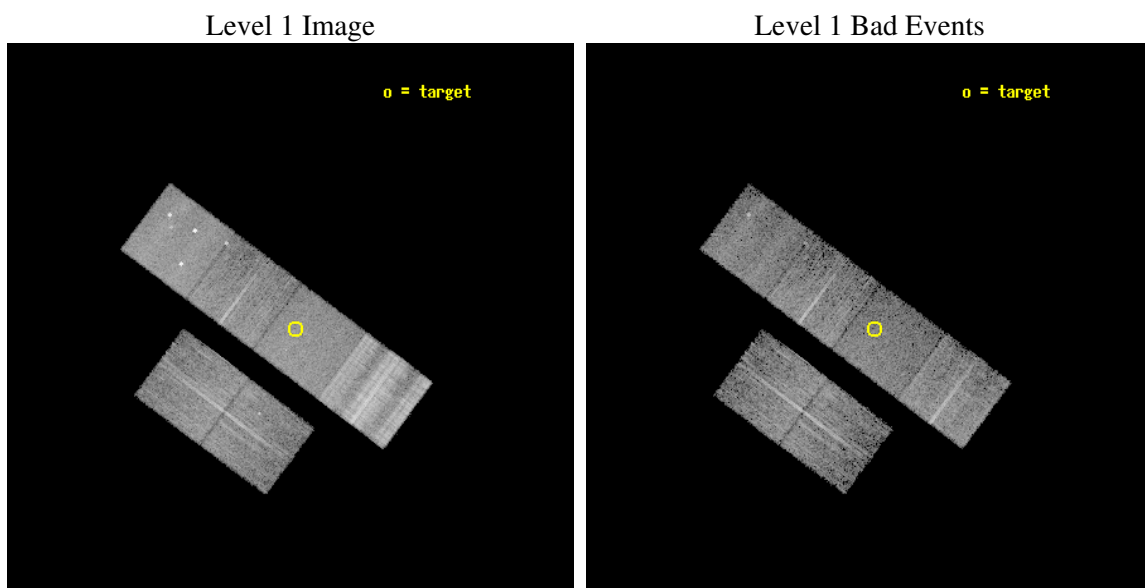 Level 1 Image
Level 1 Bad Events
o = target
o = target